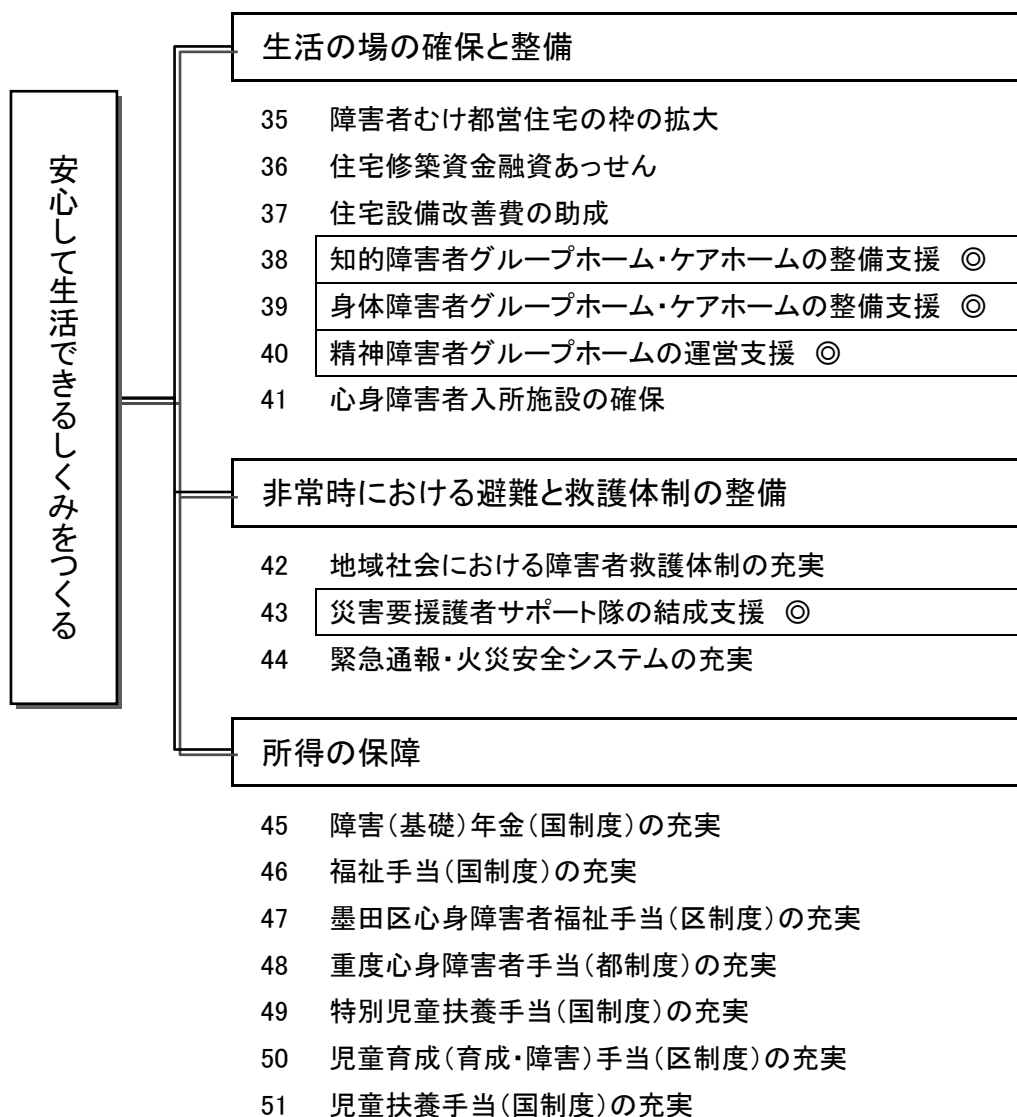 安心して生活できるしくみをつくる
生活の場の確保と整備
35 障害者むけ都営住宅の枠の拡大
36 住宅修築資金融資あっせん
37 住宅設備改善費の助成
38 知的障害者グループホーム・ケアホームの整備支援 ◎
39 身体障害者グループホーム・ケアホームの整備支援 ◎
40 精神障害者グループホームの運営支援 ◎
41 心身障害者入所施設の確保
非常時における避難と救護体制の整備
42 地域社会における障害者救護体制の充実
43 災害要援護者サポート隊の結成支援 ◎
44 緊急通報・火災安全システムの充実
所得の保障
45 障害(基礎)年金(国制度)の充実
46 福祉手当(国制度)の充実
47 墨田区心身障害者福祉手当(区制度)の充実
48 重度心身障害者手当(都制度)の充実
49 特別児童扶養手当(国制度)の充実
50 児童育成(育成・障害)手当(区制度)の充実
51 児童扶養手当(国制度)の充実